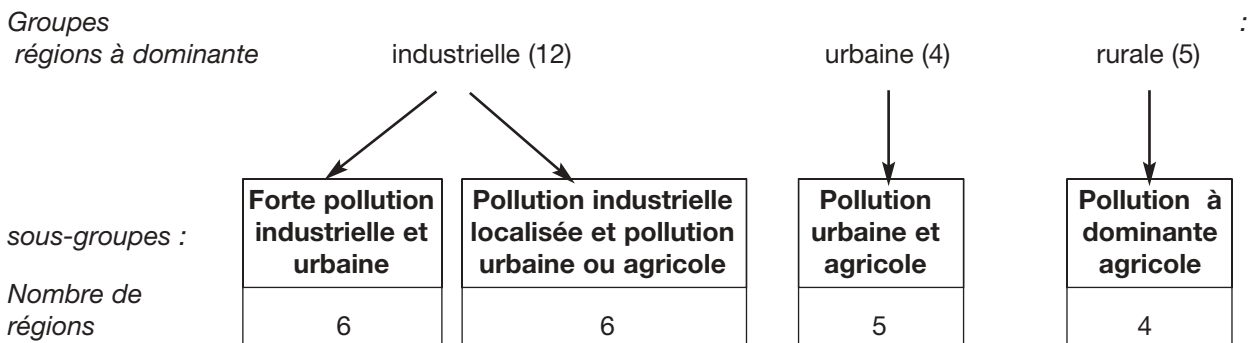 Groupes :
régions à dominante industrielle (12) urbaine (4) rurale (5)
Forte pollution industrielle et urbaine
Pollution industrielle localisée et pollution urbaine ou agricole
Pollution urbaine et agricole
Pollution à dominante agricole
sous-groupes :
Nombre de
régions 6 6 5 4